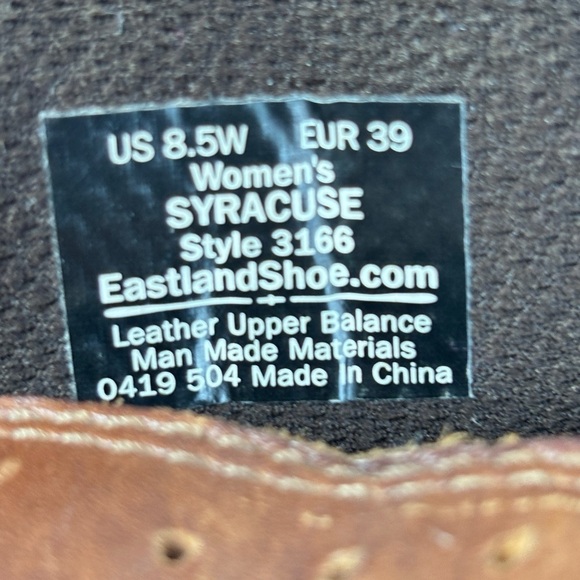 US 8.5W EUR 39
Women's
SYRACUSE
Style 3166
EastlandShoe.com
Leather Upper Balance
Man Made Materials
0419 504 Made In China